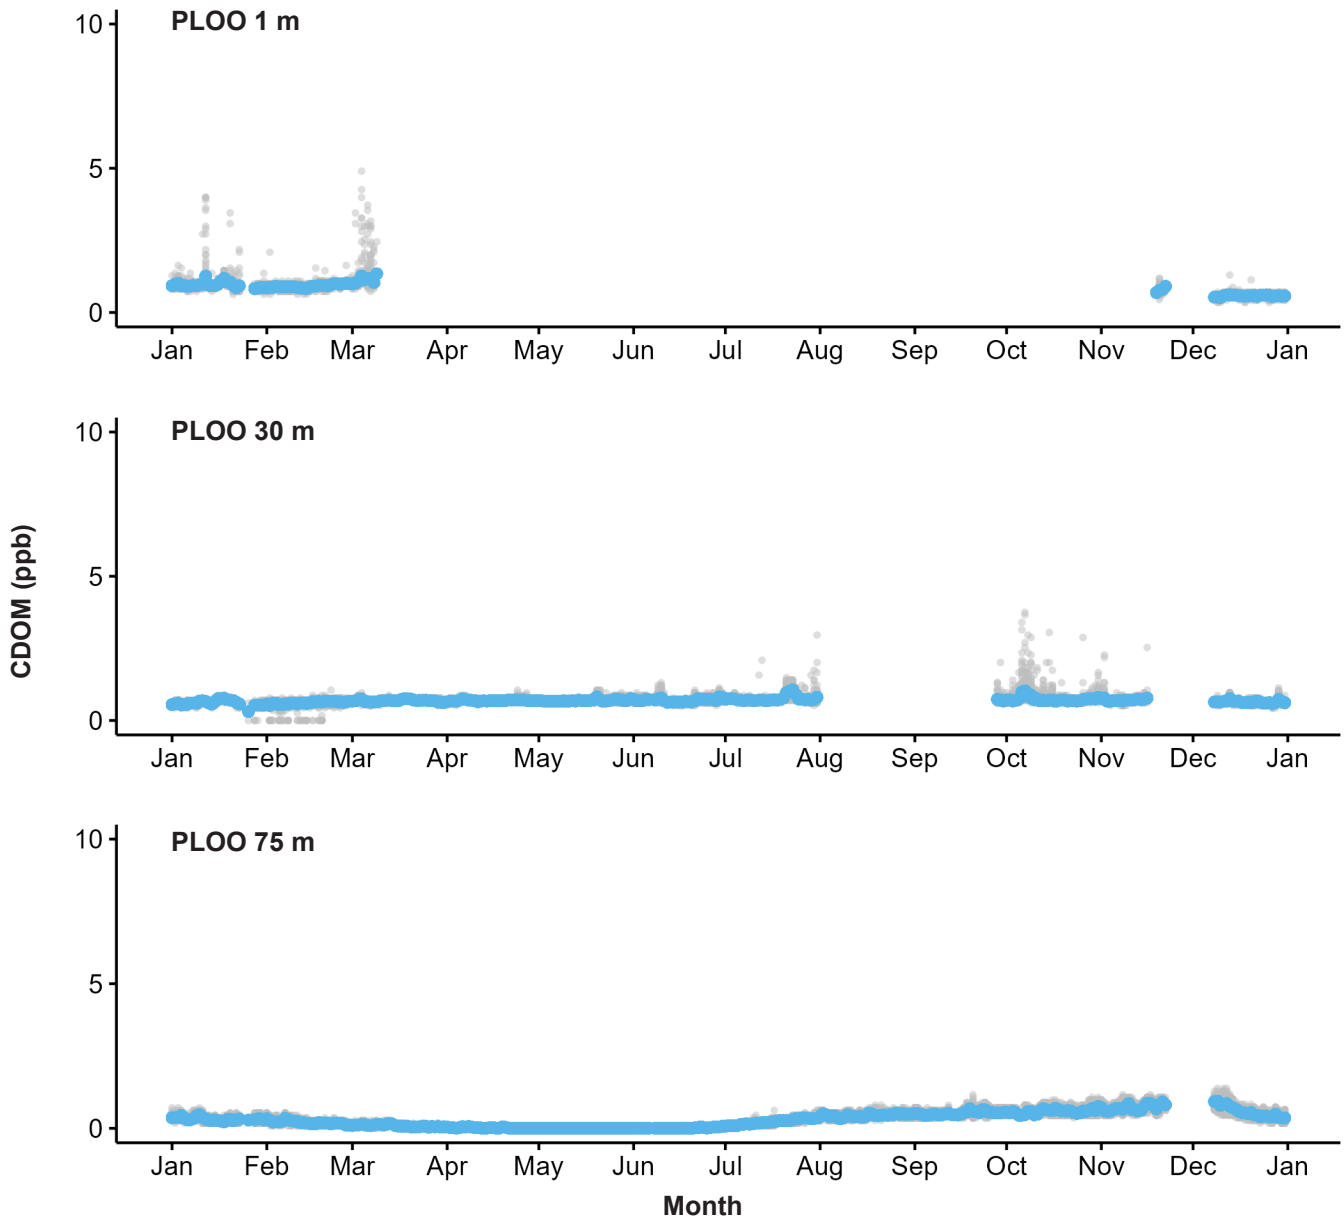 PLOO 1 m
10
5
0
Jan Feb Mar Apr May Jun Jul Aug Sep Oct Nov Dec Jan
PLOO 30 m
10
5
0
Jan Feb Mar Apr May Jun Jul Aug Sep Oct Nov Dec Jan
CDOM (ppb)
PLOO 75 m
10
5
0
Jan Feb Mar Apr May Jun Jul Aug Sep Oct Nov Dec Jan
Month